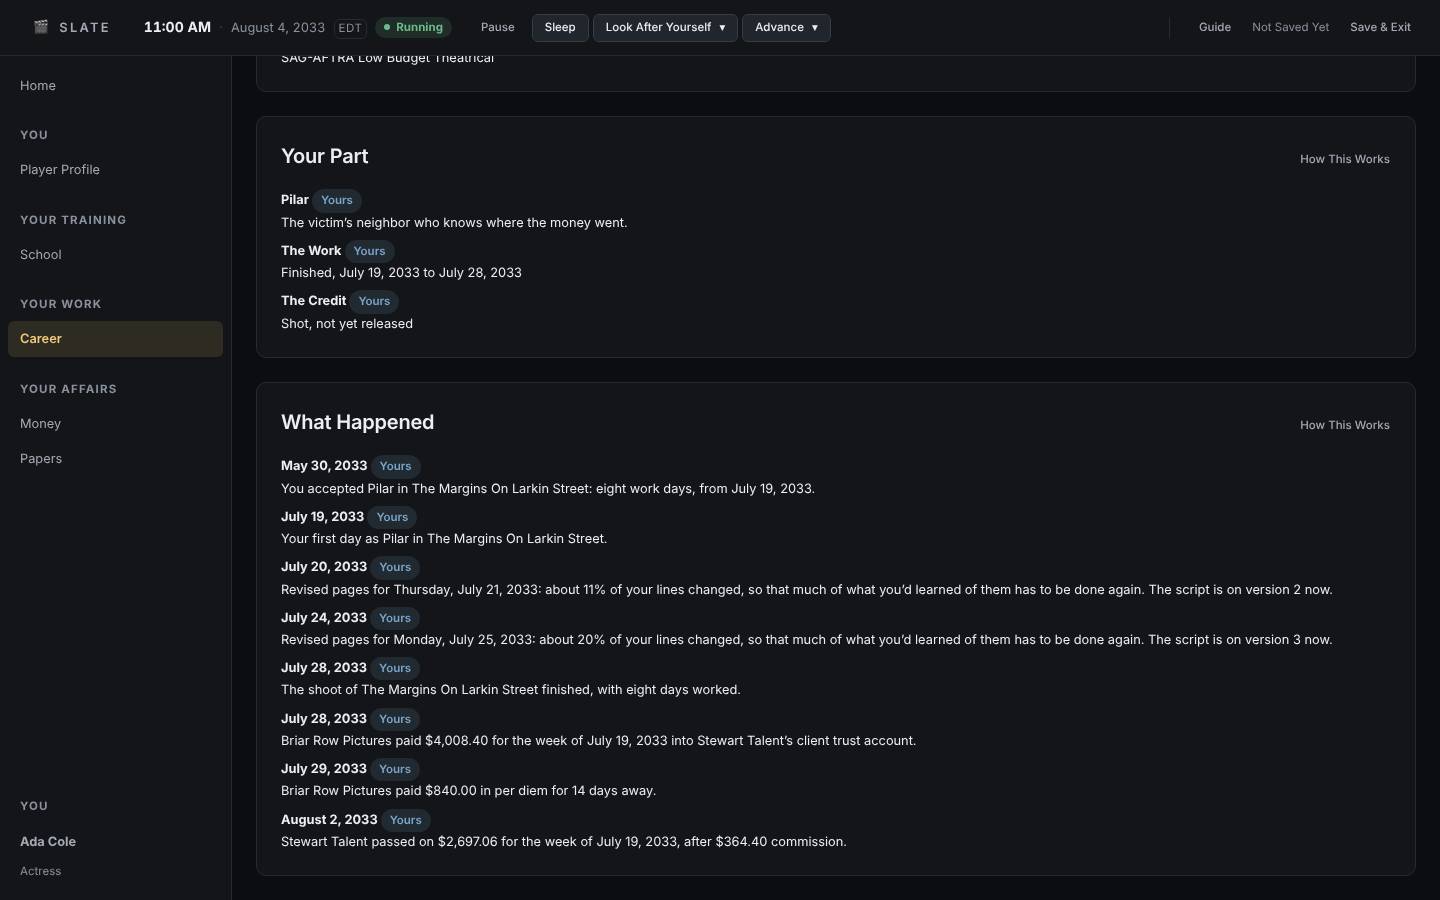 SLATE
11:00 AM · August 4, 2033 EDT Running Pause Sleep Look After Yourself ▾ Advance ▾ Guide Not Saved Yet Save & Exit
Home
YOU
Player Profile
YOUR TRAINING
School
YOUR WORK
Career
YOUR AFFAIRS
Money
Papers
YOU
Ada Cole
Actress
SAG-AFTRA Low Budget Theatrical
Your Part
How This Works
Pilar Yours
The victim’s neighbor who knows where the money went.
The Work Yours
Finished, July 19, 2033 to July 28, 2033
The Credit Yours
Shot, not yet released
What Happened
How This Works
May 30, 2033 Yours
You accepted Pilar in The Margins On Larkin Street: eight work days, from July 19, 2033.
July 19, 2033 Yours
Your first day as Pilar in The Margins On Larkin Street.
July 20, 2033 Yours
Revised pages for Thursday, July 21, 2033: about 11% of your lines changed, so that much of what you’d learned of them has to be done again. The script is on version 2 now.
July 24, 2033 Yours
Revised pages for Monday, July 25, 2033: about 20% of your lines changed, so that much of what you’d learned of them has to be done again. The script is on version 3 now.
July 28, 2033 Yours
The shoot of The Margins On Larkin Street finished, with eight days worked.
July 28, 2033 Yours
Briar Row Pictures paid $4,008.40 for the week of July 19, 2033 into Stewart Talent’s client trust account.
July 29, 2033 Yours
Briar Row Pictures paid $840.00 in per diem for 14 days away.
August 2, 2033 Yours
Stewart Talent passed on $2,697.06 for the week of July 19, 2033, after $364.40 commission.